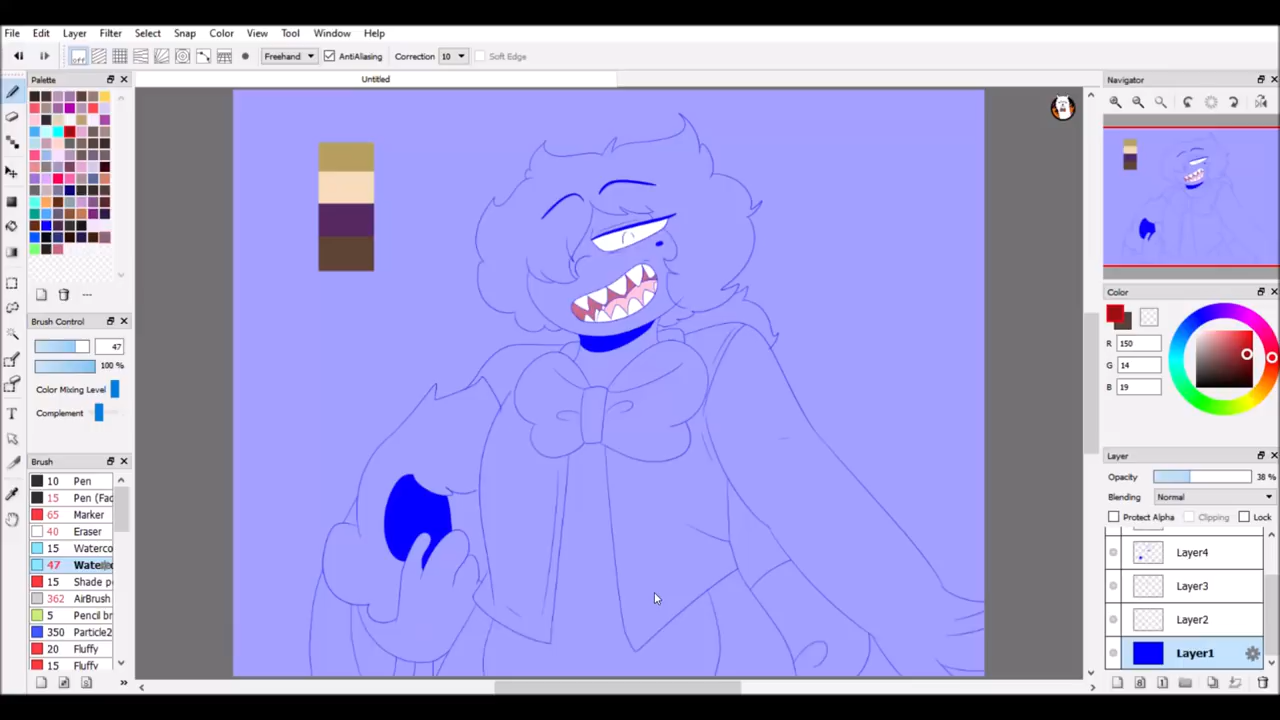 File Edit Layer Filter Select Snap Color View Tool Window Help
off Freehand AntiAliasing Correction 10 Soft Edge
Untitled
Palette
Brush Control
47
100 %
Color Mixing Level
Complement
Brush
10 Pen
15 Pen (Fac
65 Marker
40 Eraser
15 Waterco
47
15 Shade p
362 AirBrush
5 Pencil br
350 Particle2
20 Fluffy
15 Fluffy
Navigator
Color
R 150
G 14
B 19
Layer
Opacity 38 %
Blending Normal
Protect Alpha Clipping Lock
Layer4
Layer3
Layer2
Layer1